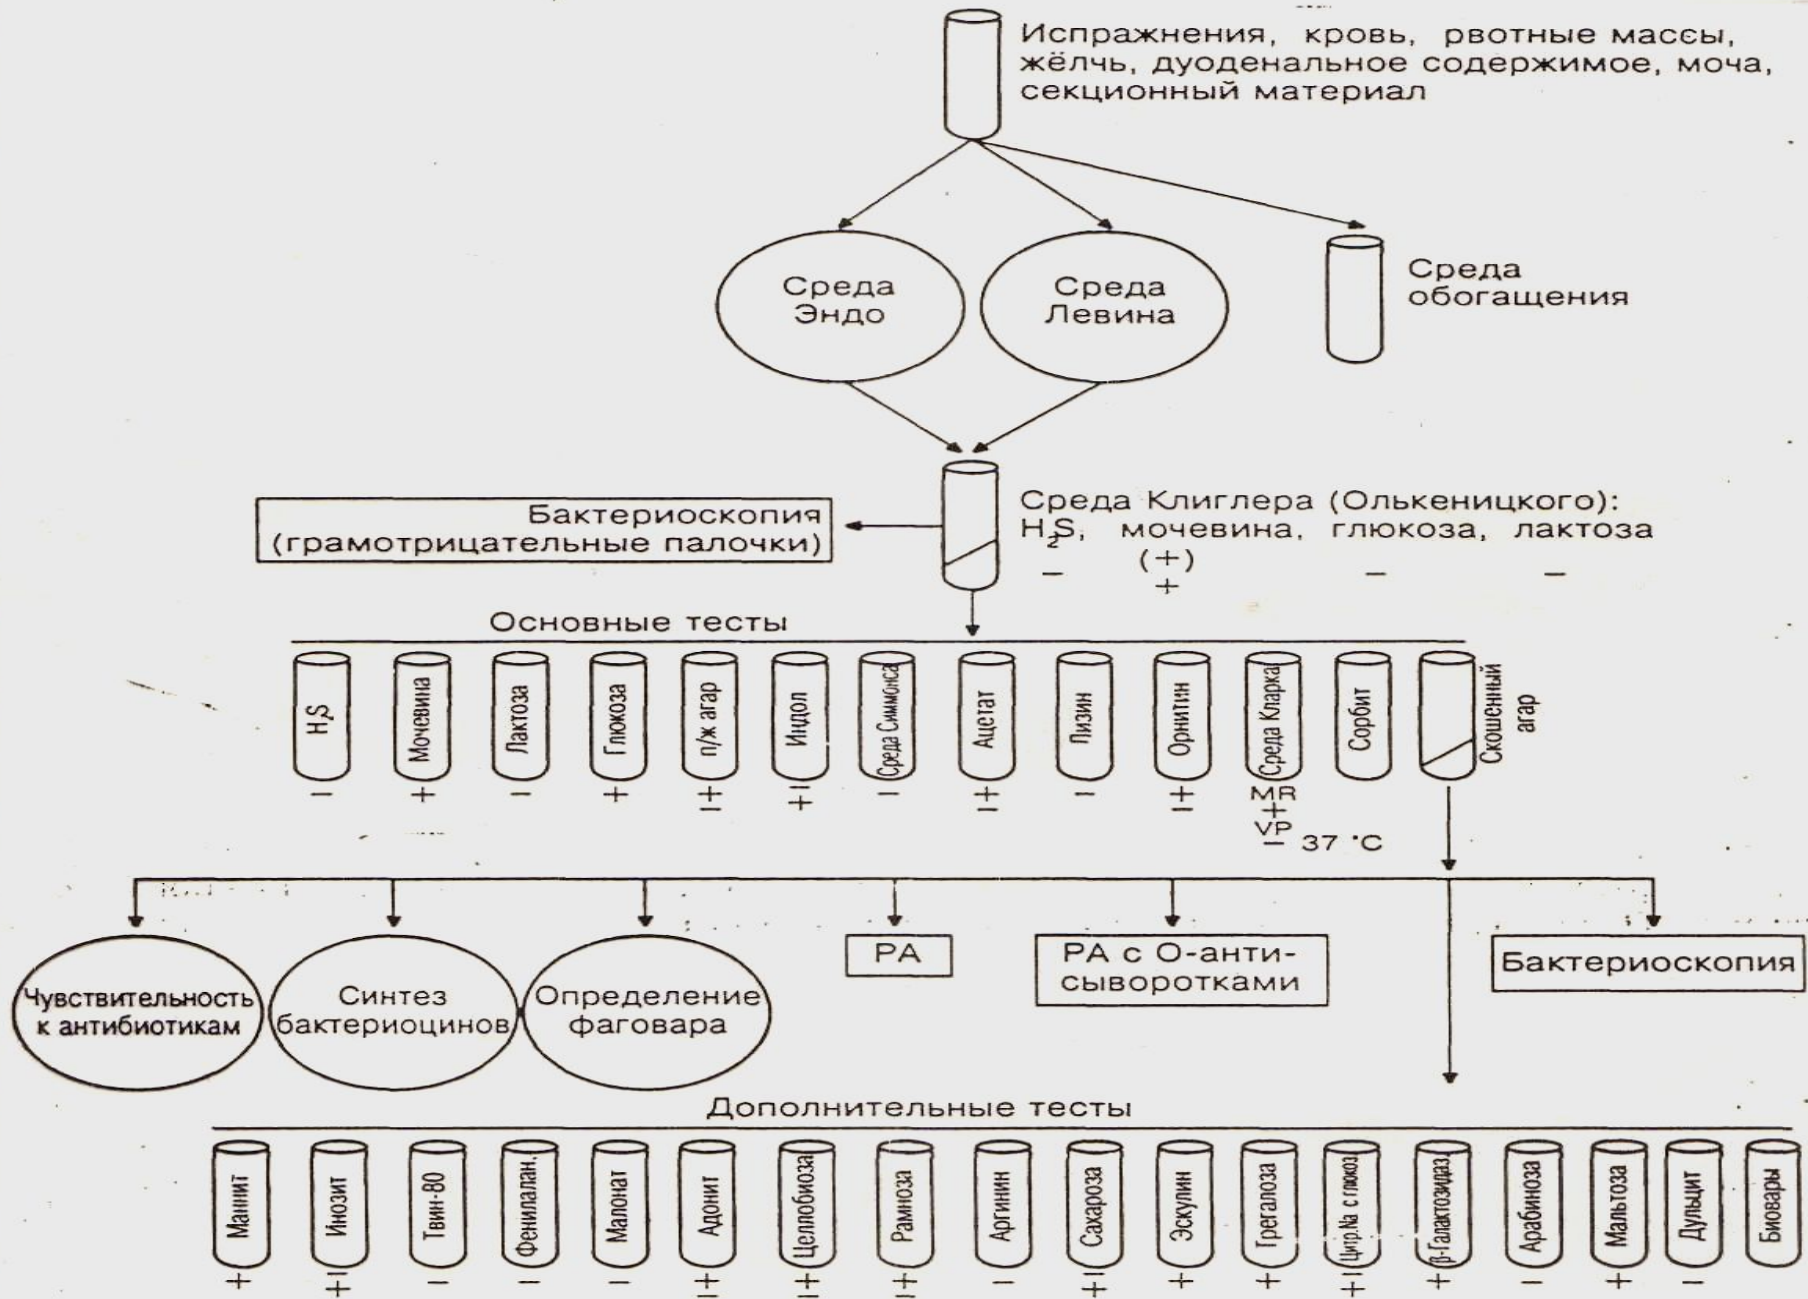 Испражнения, кровь, рвотные массы,
жёлчь, дуоденальное содержимое, моча,
секционный материал
Среда
Эндо
Среда
Левина
Среда
обогащения
Бактериоскопия
(грамотрицательные палочки)
Среда Клиглера (Олькеницкого):
H₂S, мочевина, глюкоза, лактоза
(+)
− + − −
Основные тесты
H₂S
Мочевина
Лактоза
Глюкоза
п/ж агар
Индол
Среда Симмонса
Ацетат
Лизин
Орнитин
Среда Кларка
Сорбит
Скошенный
агар
− + − + ∓ ± − ∓ − ∓
MR
+
VP
− 37 °C
Чувствительность
к антибиотикам
Синтез
бактериоцинов
Определение
фаговара
РА
РА с О-анти-
сыворотками
Бактериоскопия
Дополнительные тесты
Маннит
Инозит
Твин-80
Фенилалан.
Малонат
Адонит
Целлобиоза
Рамноза
Аргинин
Сахароза
Эскулин
Трегалоза
Цитр.Na с глюкоз.
β-Галактозидаз.
Арабиноза
Мальтоза
Дульцит
Биовары
+ ± − − − ∓ ∓ ∓ − ± + + ± + − + −